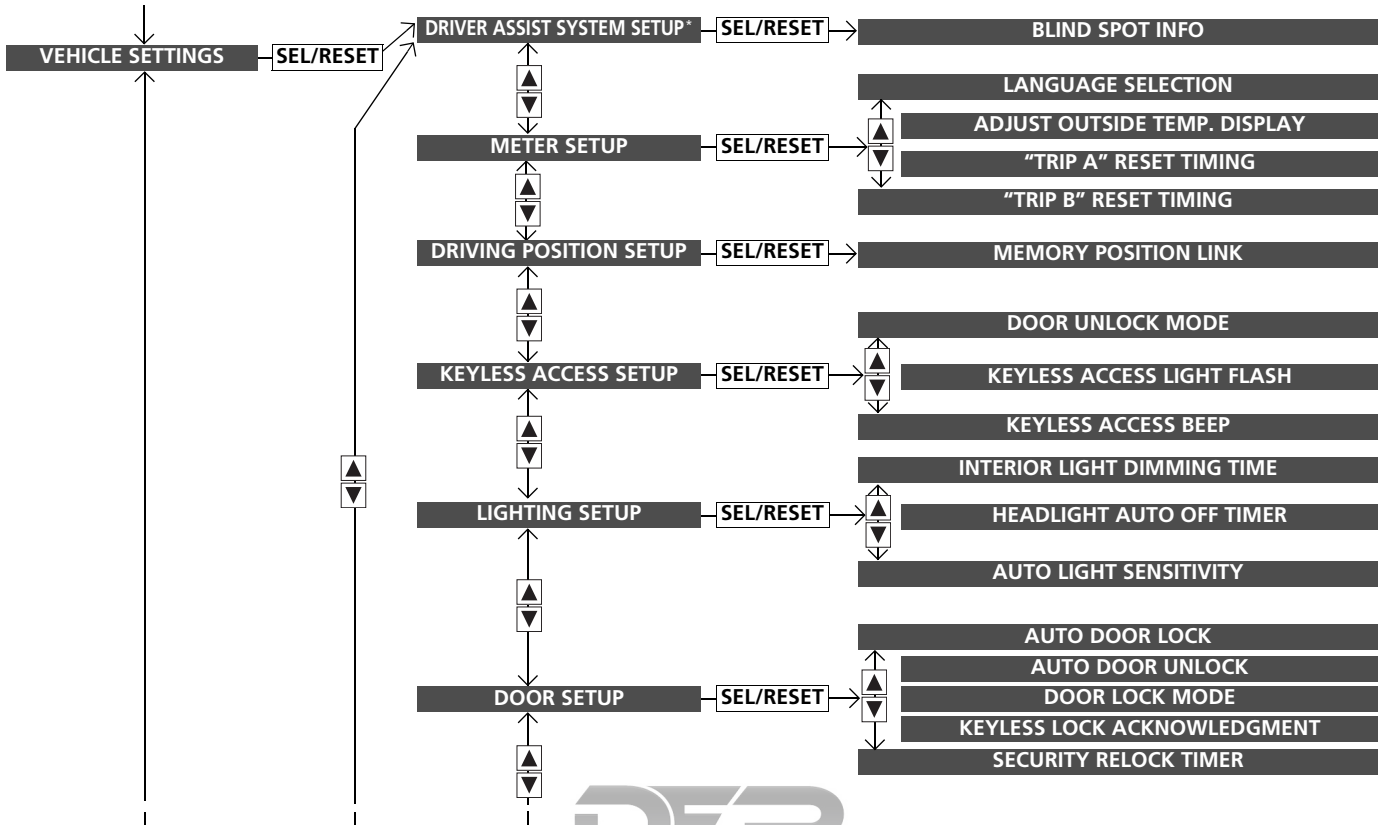 VEHICLE SETTINGS SEL/RESET
DRIVER ASSIST SYSTEM SETUP* SEL/RESET BLIND SPOT INFO
METER SETUP SEL/RESET
LANGUAGE SELECTION
ADJUST OUTSIDE TEMP. DISPLAY
“TRIP A” RESET TIMING
“TRIP B” RESET TIMING
DRIVING POSITION SETUP SEL/RESET MEMORY POSITION LINK
KEYLESS ACCESS SETUP SEL/RESET
DOOR UNLOCK MODE
KEYLESS ACCESS LIGHT FLASH
KEYLESS ACCESS BEEP
LIGHTING SETUP SEL/RESET
INTERIOR LIGHT DIMMING TIME
HEADLIGHT AUTO OFF TIMER
AUTO LIGHT SENSITIVITY
DOOR SETUP SEL/RESET
AUTO DOOR LOCK
AUTO DOOR UNLOCK
DOOR LOCK MODE
KEYLESS LOCK ACKNOWLEDGMENT
SECURITY RELOCK TIMER